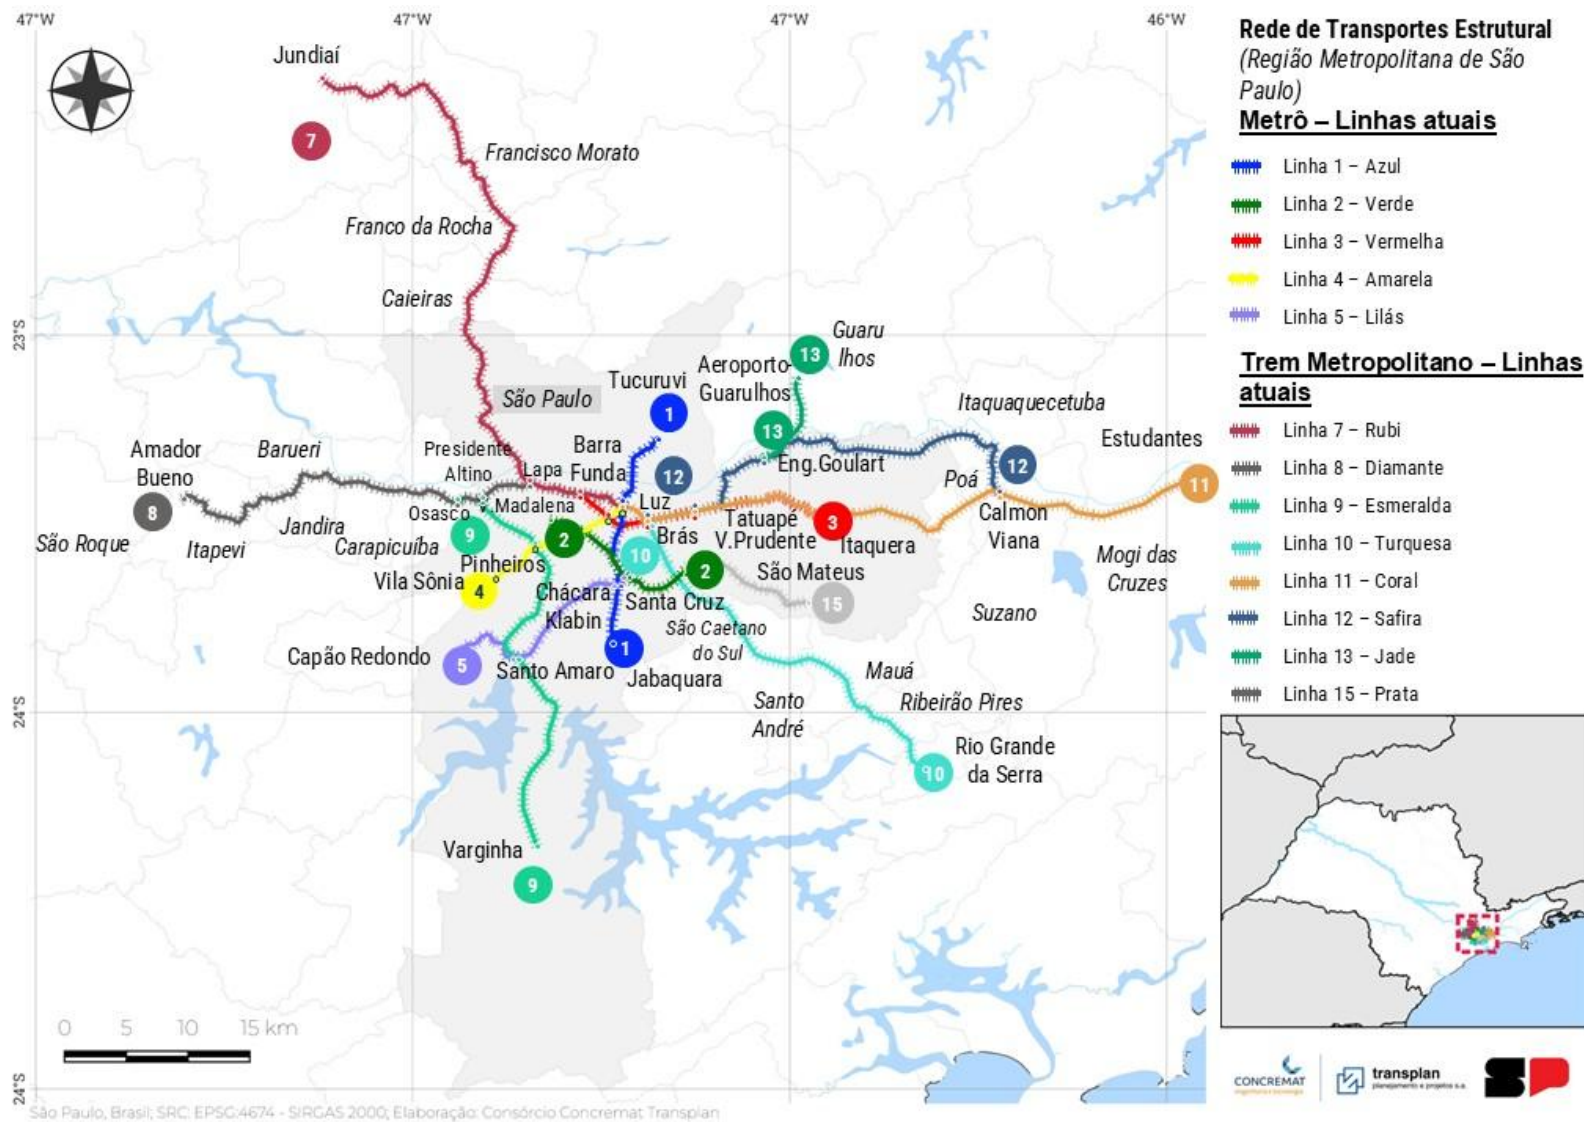 47°W
47°W
47°W
46°W
Jundiaí
7
Francisco Morato
Franco da Rocha
Caieiras
23°S
13
Guaru
lhos
Aeroporto-
Guarulhos
Tucuruvi
São Paulo
1
13
Itaquaquecetuba
Estudantes
Amador
Bueno
Barueri
Presidente
Altino
Barra
Funda
Lapa
12
Eng.Goulart
12
11
Poá
8
Osasco
Madalena
Luz
Tatuapé
3
Calmon
Viana
São Roque
Itapevi
Jandira
Carapicuíba
9
2
Brás
V.Prudente
Itaquera
10
Pinheiros
Vila Sônia
4
2
São Mateus
Mogi das
Cruzes
Chácara
Klabin
Santa Cruz
15
Suzano
São Caetano
do Sul
Capão Redondo
5
Santo Amaro
1
Jabaquara
Mauá
Santo
André
Ribeirão Pires
24°S
10
Rio Grande
da Serra
Varginha
9
0 5 10 15 km
24°S
São Paulo, Brasil; SRC: EPSG:4674 - SIRGAS 2000; Elaboração: Consórcio Concremat Transplan
Rede de Transportes Estrutural
(Região Metropolitana de São
Paulo)
Metrô – Linhas atuais
Linha 1 – Azul
Linha 2 – Verde
Linha 3 – Vermelha
Linha 4 – Amarela
Linha 5 – Lilás
Trem Metropolitano – Linhas
atuais
Linha 7 – Rubi
Linha 8 – Diamante
Linha 9 – Esmeralda
Linha 10 – Turquesa
Linha 11 – Coral
Linha 12 – Safira
Linha 13 – Jade
Linha 15 – Prata
CONCREMAT
engenharia e tecnologia
transplan
planejamento e projetos s.a.
SP